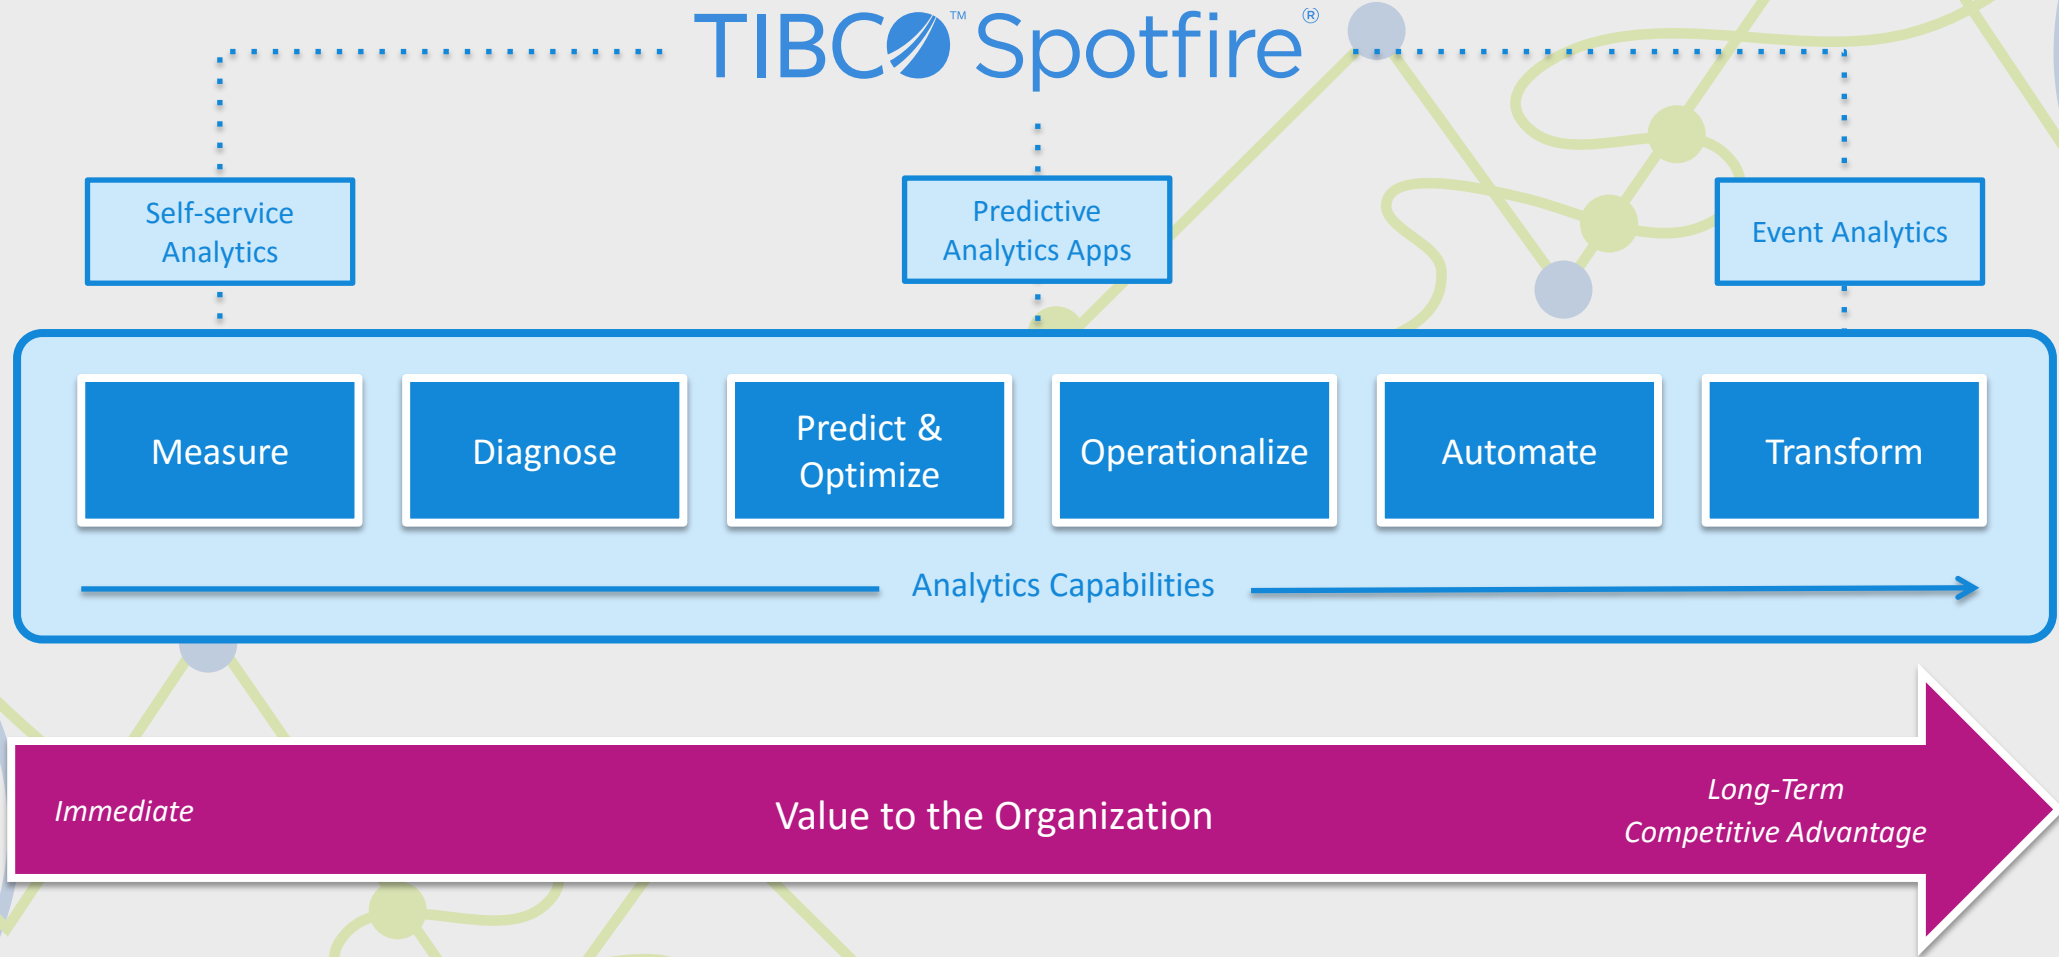 TIBCO™ Spotfire®
Self-service
Analytics
Predictive
Analytics Apps
Event Analytics
Measure
Diagnose
Predict &
Optimize
Operationalize
Automate
Transform
Analytics Capabilities
Immediate
Value to the Organization
Long-Term
Competitive Advantage